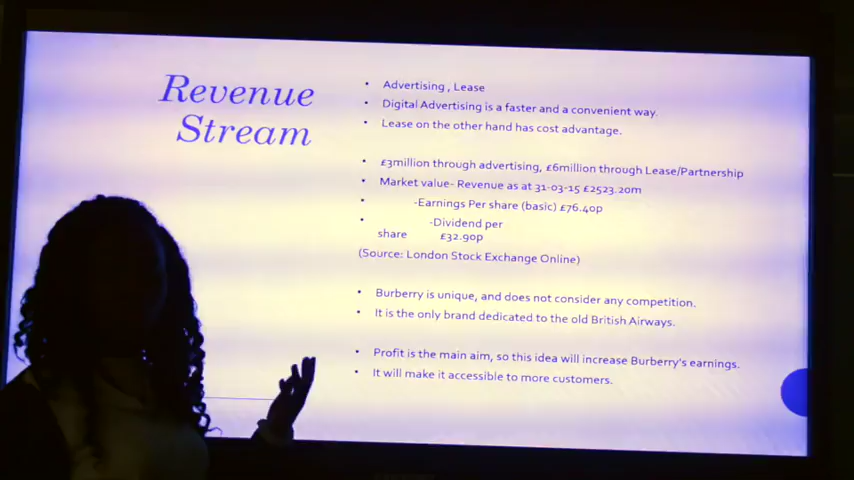 Revenue
Stream
• Advertising , Lease
• Digital Advertising is a faster and a convenient way.
• Lease on the other hand has cost advantage.
• £3million through advertising, £6million through Lease/Partnership
• Market value- Revenue as at 31-03-15 £2523.20m
• -Earnings Per share (basic) £76.40p
• -Dividend per
share £32.90p
(Source: London Stock Exchange Online)
• Burberry is unique, and does not consider any competition.
• It is the only brand dedicated to the old British Airways.
• Profit is the main aim, so this idea will increase Burberry's earnings.
• It will make it accessible to more customers.